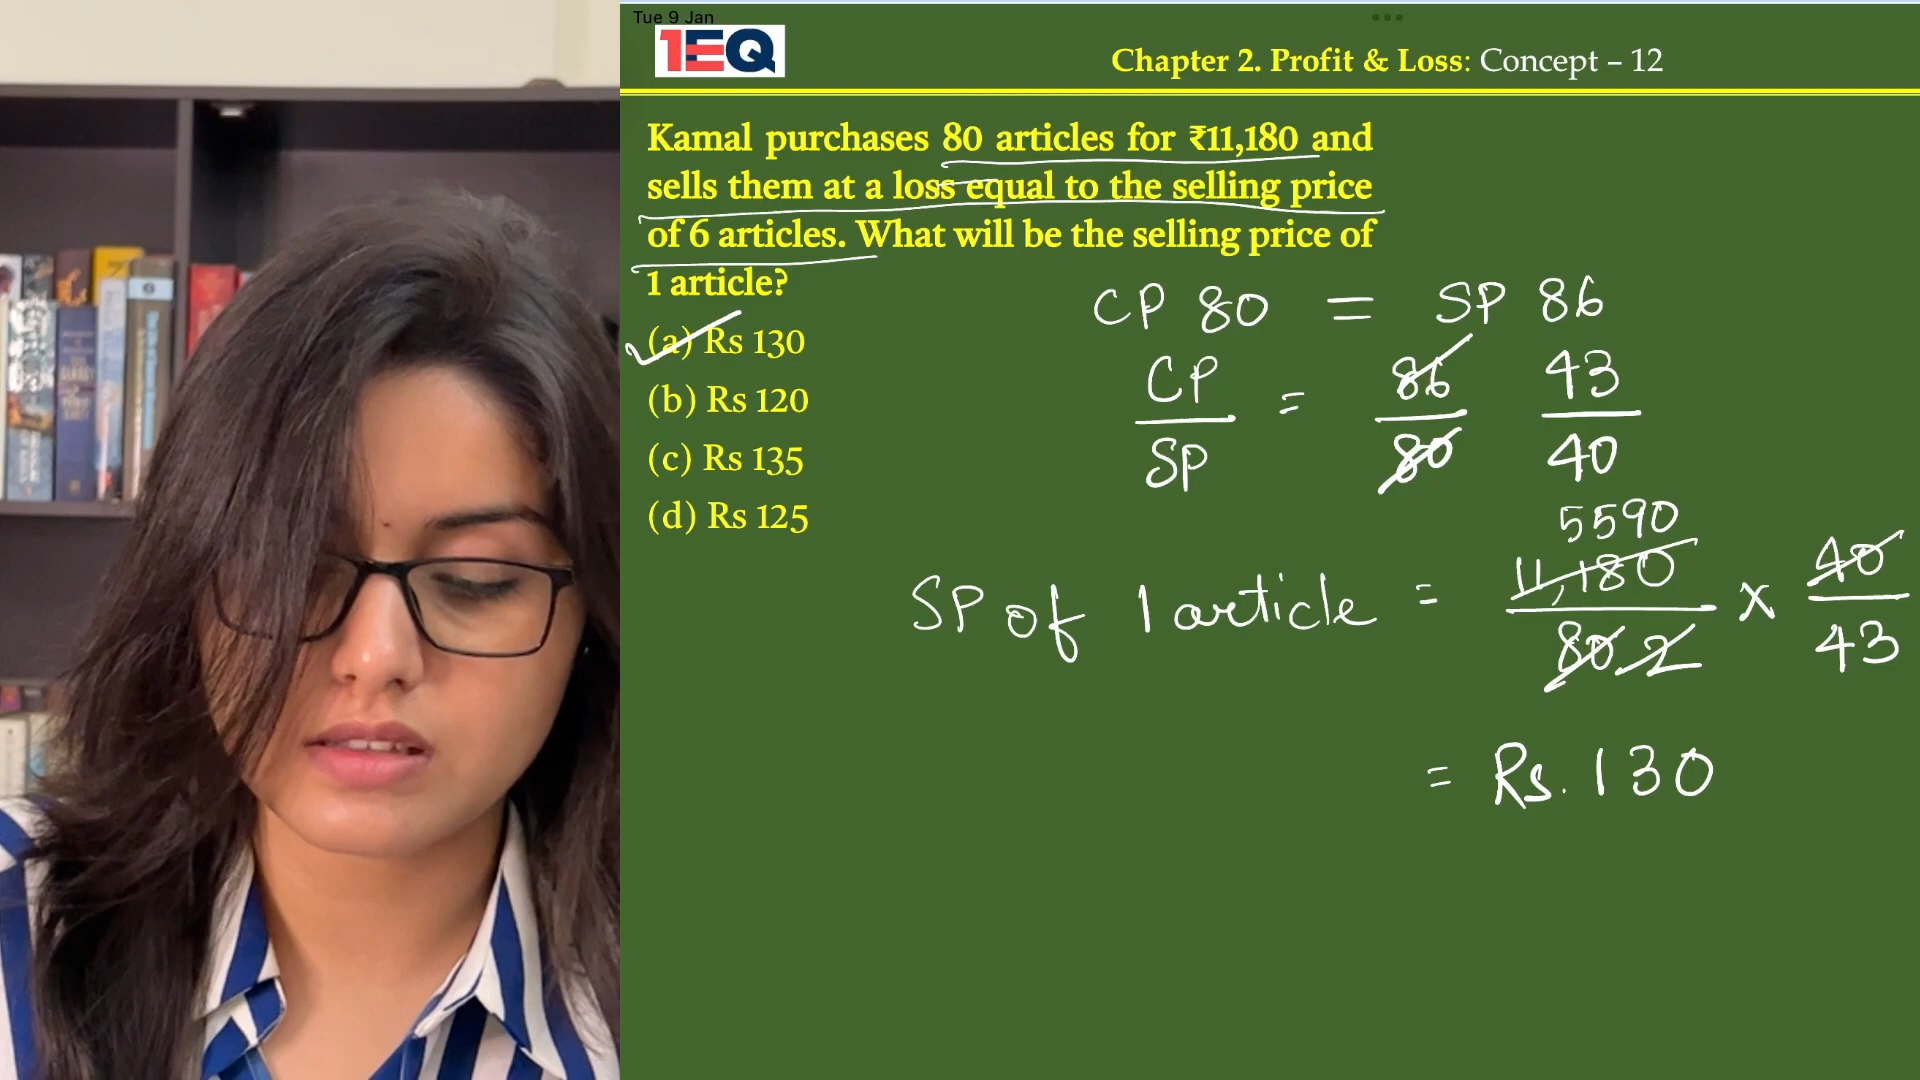 Tue 9 Jan
1EQ
Chapter 2. Profit & Loss: Concept – 12
Kamal purchases 80 articles for ₹11,180 and
sells them at a loss equal to the selling price
of 6 articles. What will be the selling price of
1 article?
(a) Rs 130
(b) Rs 120
(c) Rs 135
(d) Rs 125
CP 80 = SP 86
CP/SP = 86/80 43/40
5590
SP of 1 article = 11,180/80 2 x 40/43
= Rs. 130